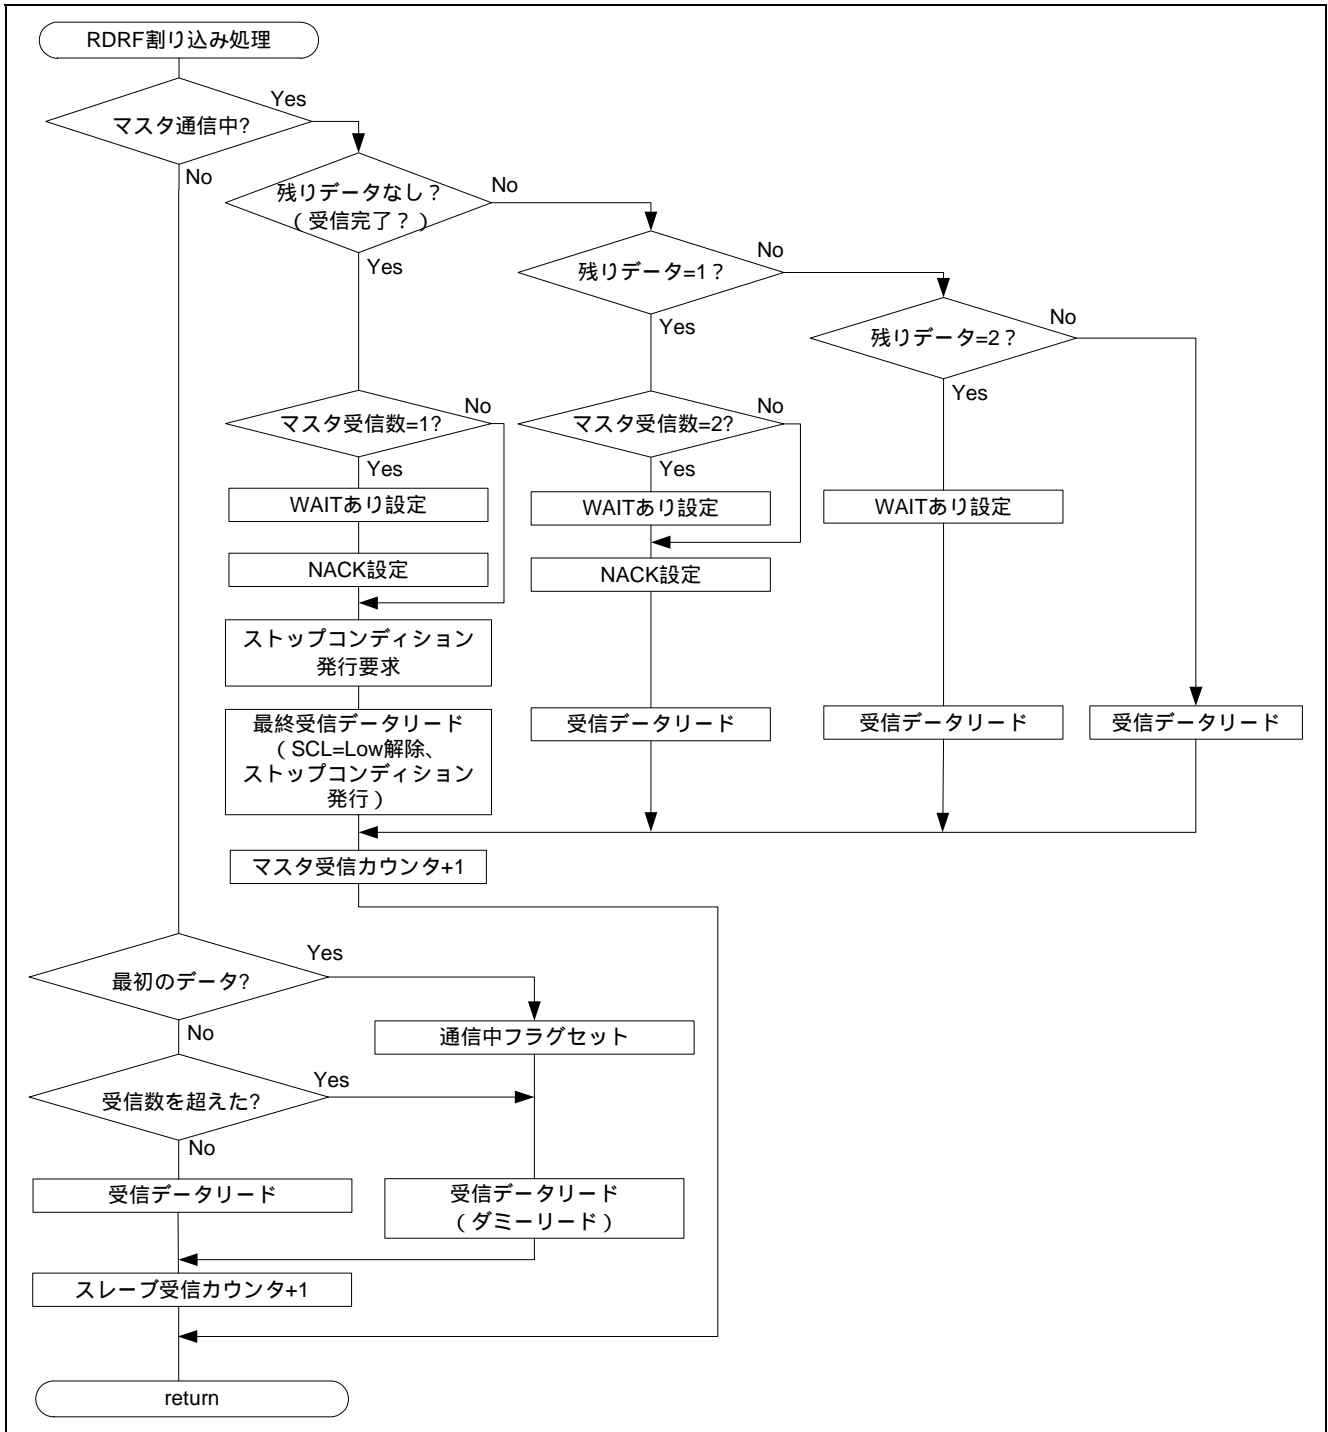 RDRF割り込み処理
マスタ通信中?
Yes
No
残りデータなし？
（受信完了？）
No
Yes
残りデータ=1？
No
Yes
残りデータ=2？
No
Yes
マスタ受信数=1?
No
Yes
マスタ受信数=2?
No
Yes
WAITあり設定
WAITあり設定
WAITあり設定
NACK設定
NACK設定
ストップコンディション
発行要求
最終受信データリード
（SCL=Low解除、
ストップコンディション
発行）
受信データリード
受信データリード
受信データリード
マスタ受信カウンタ+1
最初のデータ?
Yes
No
通信中フラグセット
受信数を超えた?
Yes
No
受信データリード
受信データリード
（ダミーリード）
スレーブ受信カウンタ+1
return